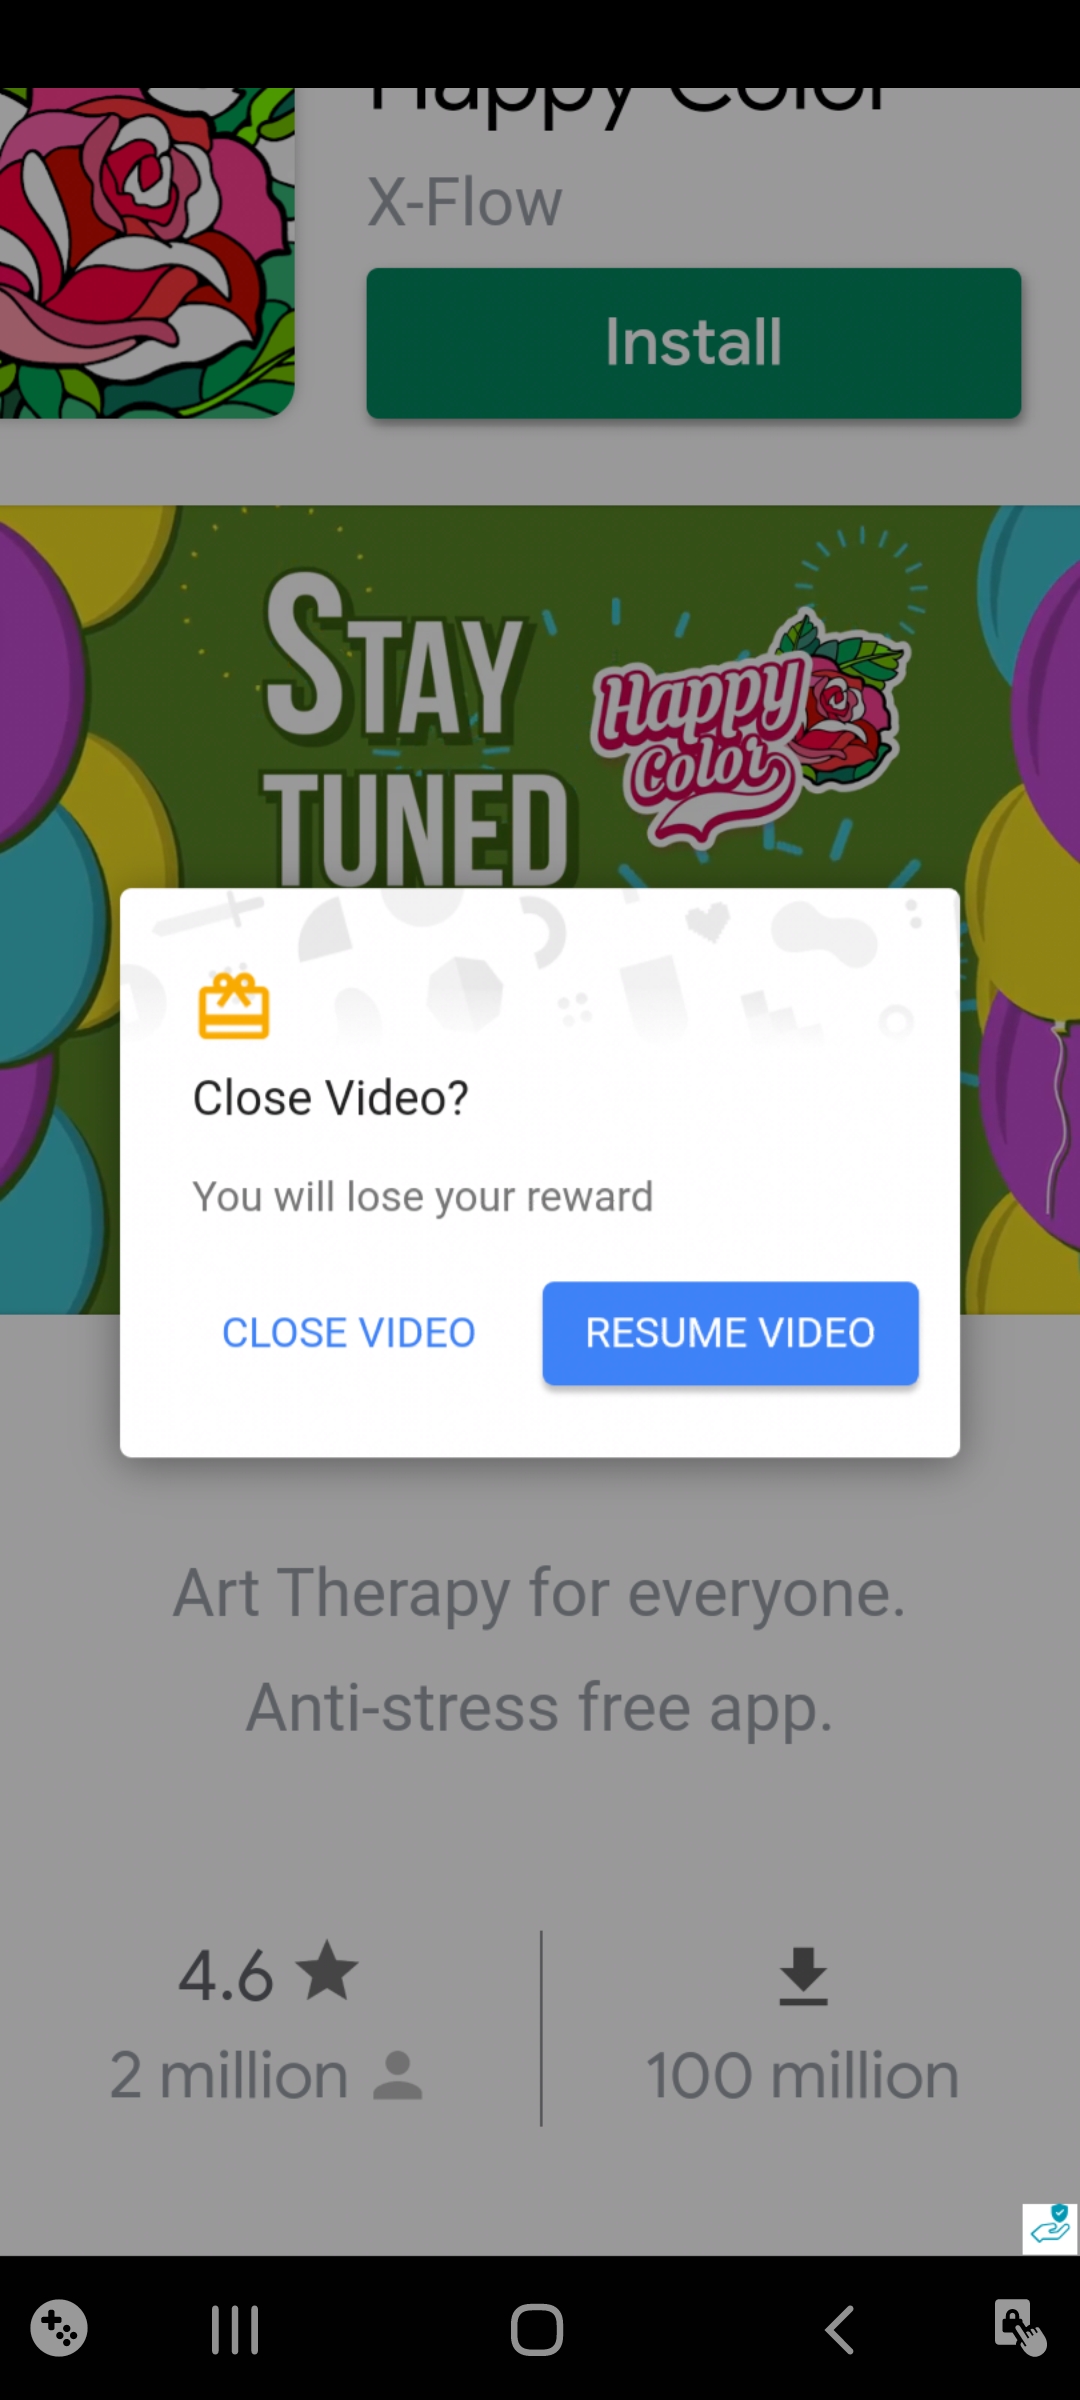 Happy Color
X-Flow
Install
STAY
TUNED
Happy
Color
Close Video?
You will lose your reward
CLOSE VIDEO
RESUME VIDEO
Art Therapy for everyone.
Anti-stress free app.
4.6
2 million
100 million